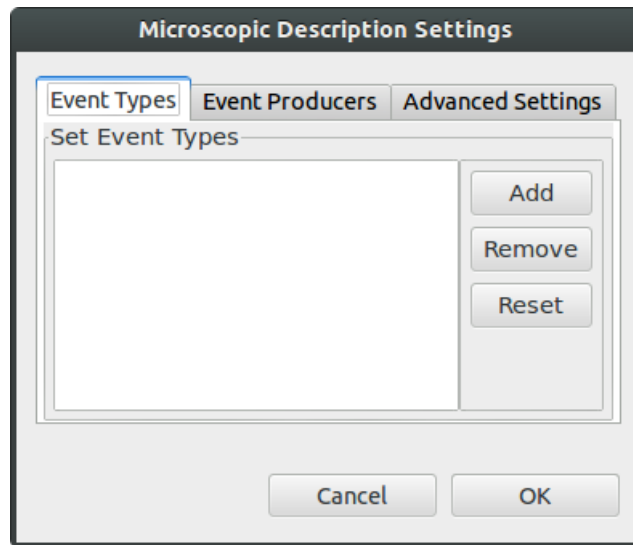 Microscopic Description Settings
Event Types Event Producers Advanced Settings
Set Event Types
Add
Remove
Reset
Cancel OK